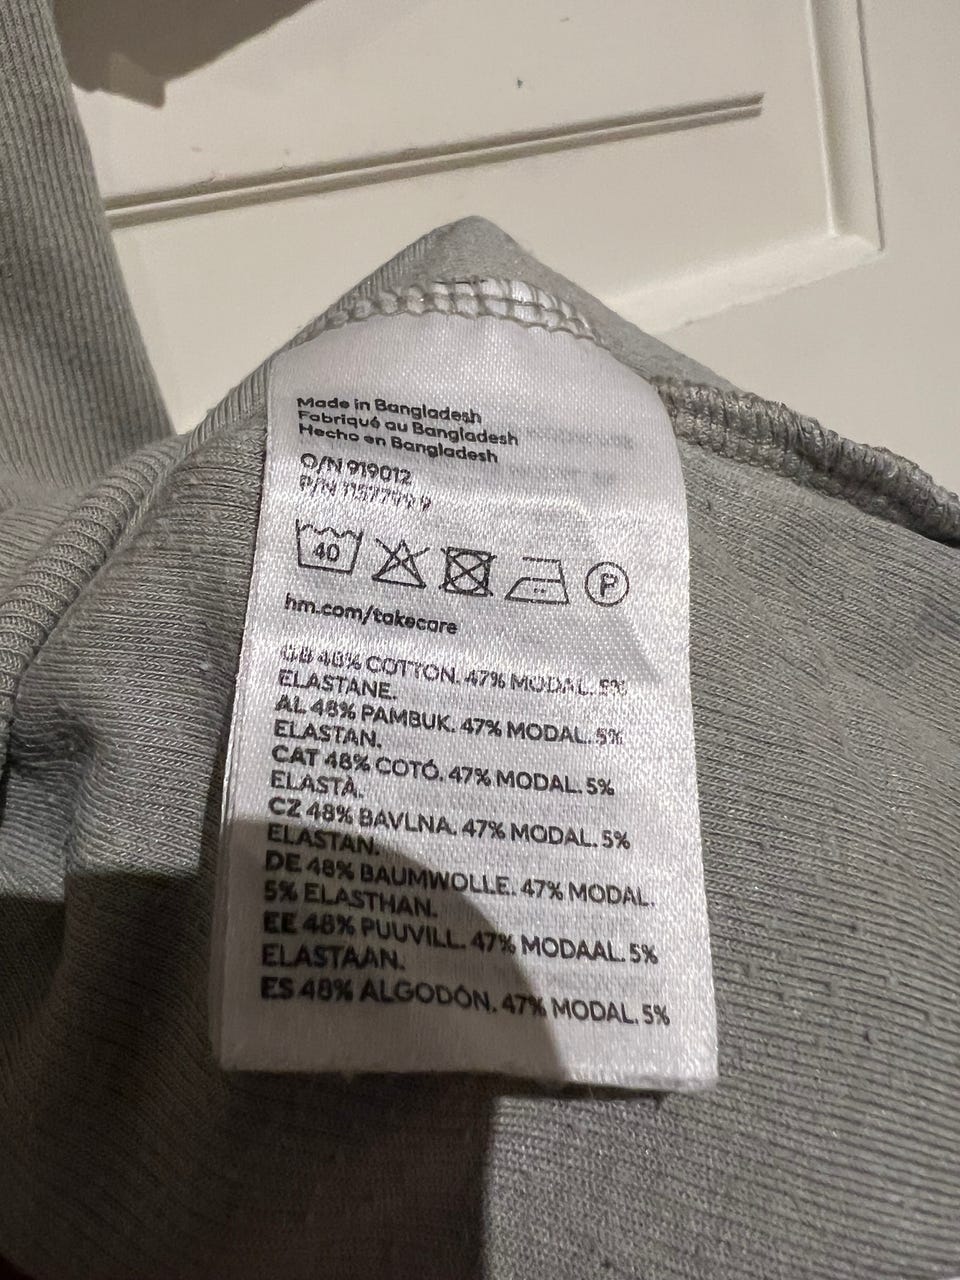 Made in Bangladesh
Fabriqué au Bangladesh
Hecho en Bangladesh
O/N 919012
P/N
40 P
hm.com/takecare
GB 48% COTTON. 47% MODAL. 5%
ELASTANE.
AL 48% PAMBUK. 47% MODAL. 5%
ELASTAN.
CAT 48% COTÓ. 47% MODAL. 5%
ELASTÀ.
CZ 48% BAVLNA. 47% MODAL. 5%
ELASTAN.
DE 48% BAUMWOLLE. 47% MODAL.
5% ELASTHAN.
EE 48% PUUVILL. 47% MODAAL. 5%
ELASTAAN.
ES 48% ALGODÓN. 47% MODAL. 5%